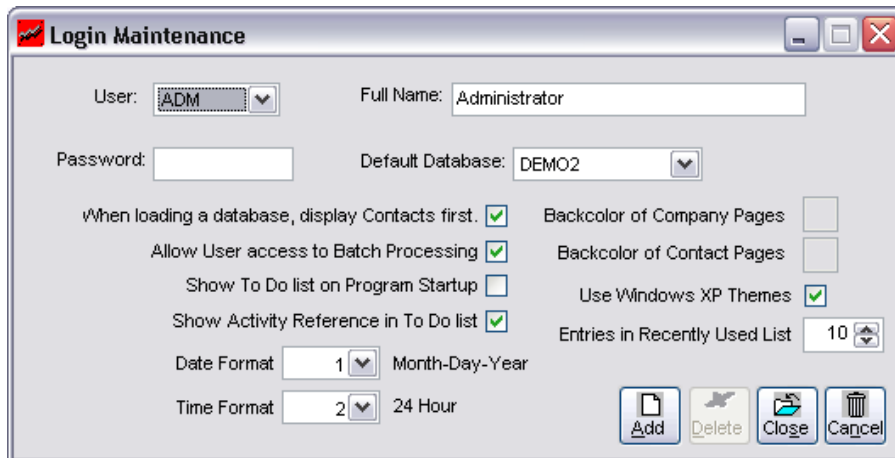 Login Maintenance
User: ADM Full Name: Administrator
Password: Default Database: DEMO2
When loading a database, display Contacts first. Backcolor of Company Pages
Allow User access to Batch Processing Backcolor of Contact Pages
Show To Do list on Program Startup Use Windows XP Themes
Show Activity Reference in To Do list Entries in Recently Used List 10
Date Format 1 Month-Day-Year
Time Format 2 24 Hour
Add Delete Close Cancel